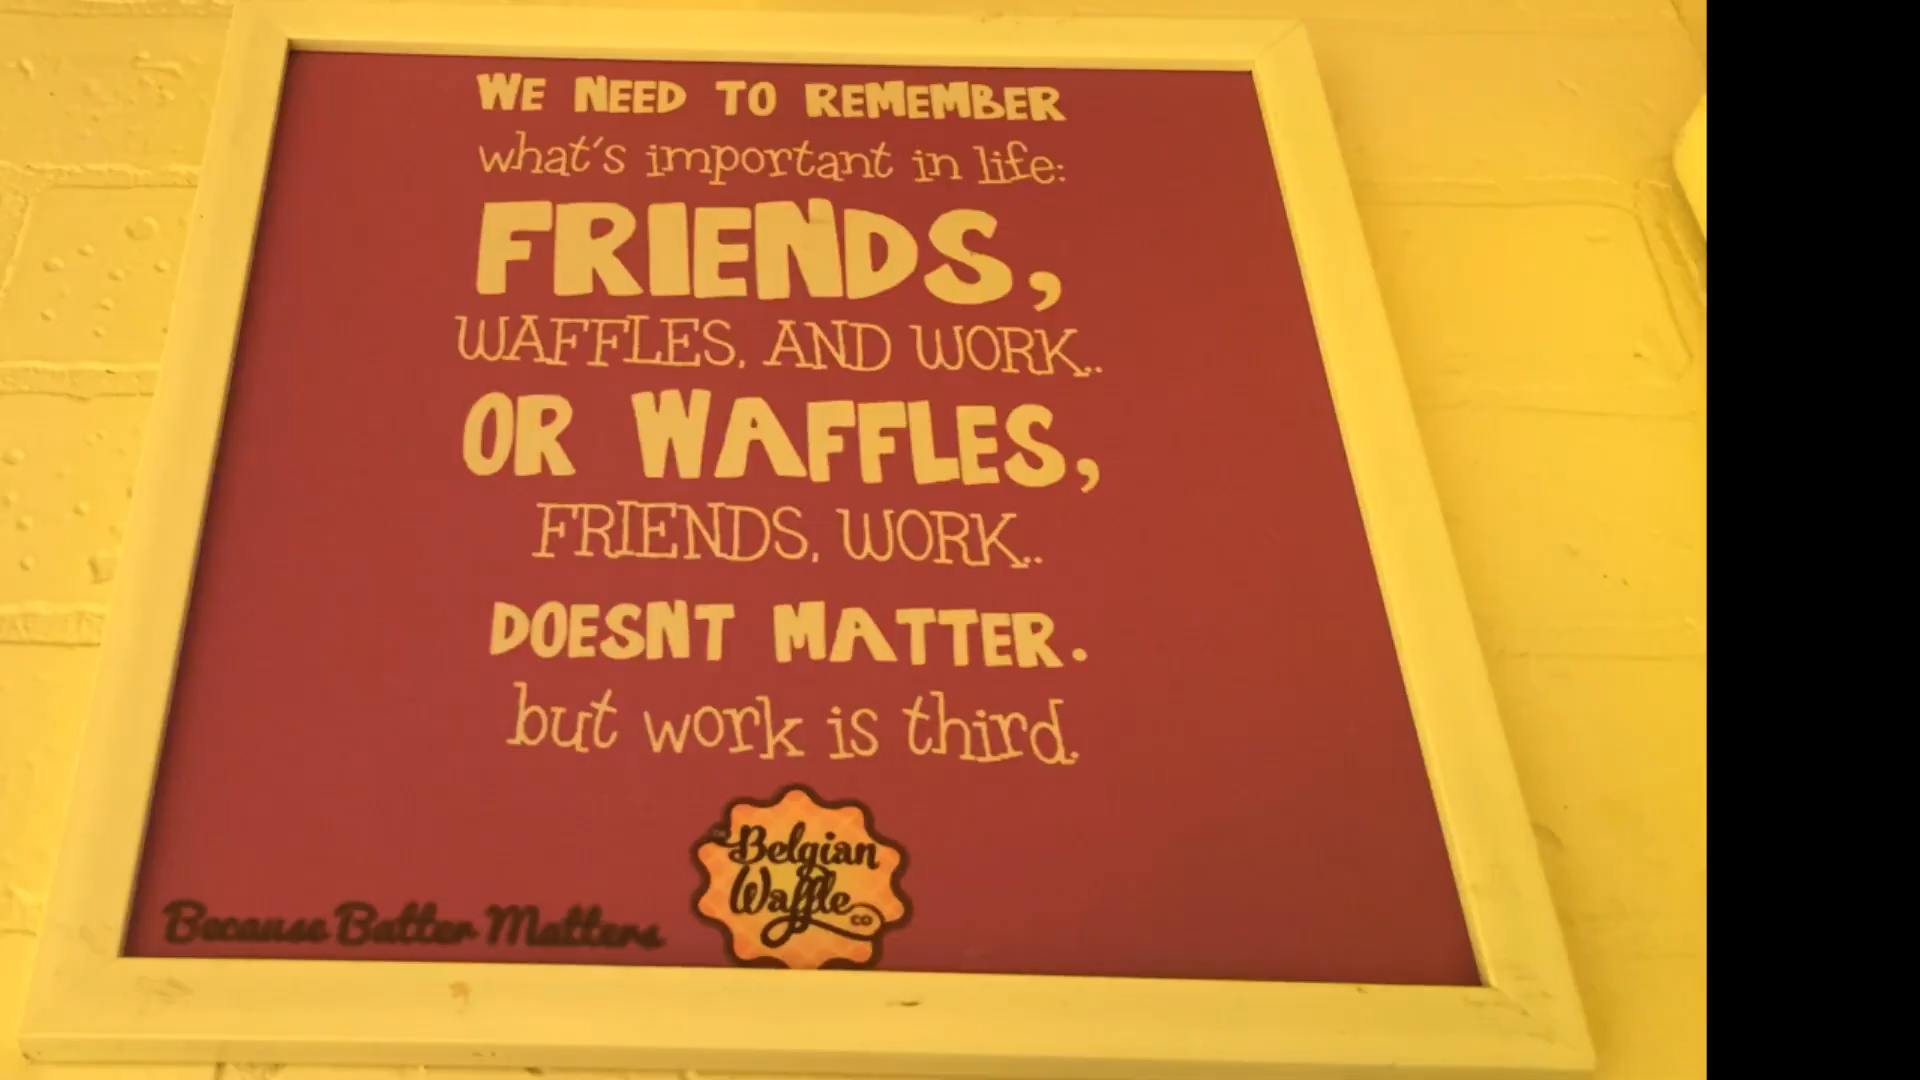 WE NEED TO REMEMBER
what's important in life:
FRIENDS,
WAFFLES, AND WORK..
OR WAFFLES,
FRIENDS, WORK..
DOESNT MATTER.
but work is third.
Because Batter Matters
Belgian
Waffle
CO